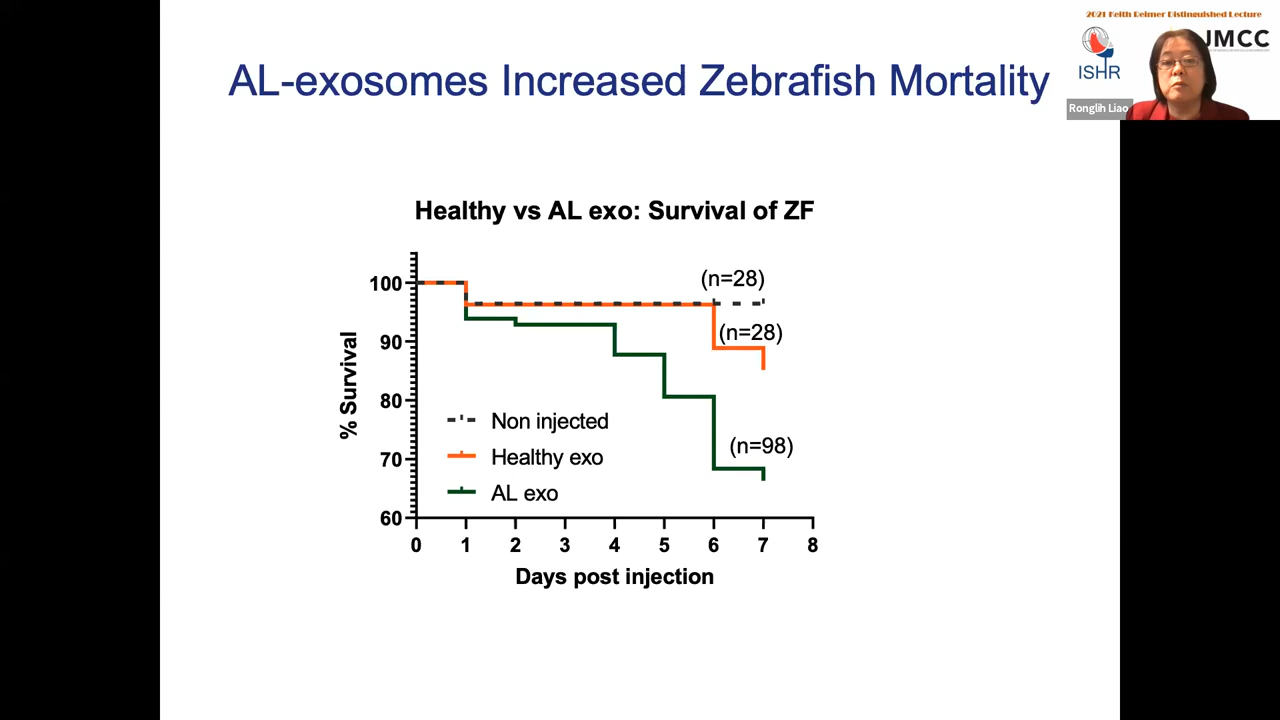 2021 Keith Reimer Distinguished Lecture
JMCC
ISHR
Ronglih Liao
AL-exosomes Increased Zebrafish Mortality
Healthy vs AL exo: Survival of ZF
% Survival
100
90
80
70
60
(n=28)
(n=28)
(n=98)
Non injected
Healthy exo
AL exo
0 1 2 3 4 5 6 7 8
Days post injection